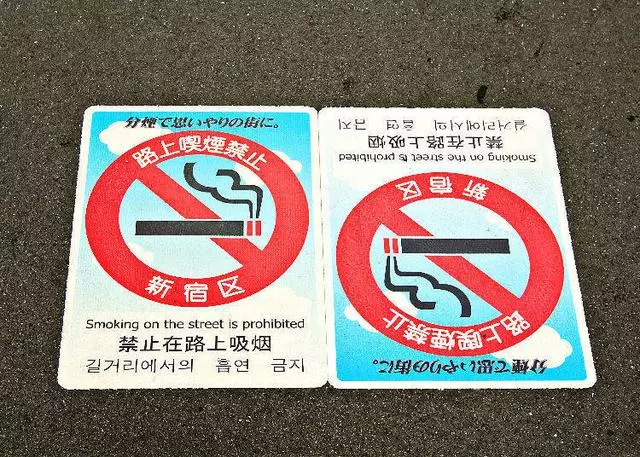 分煙で思いやりの街に。
路上喫煙禁止
新宿区
Smoking on the street is prohibited
禁止在路上吸烟
길거리에서의 흡연 금지
분煙で思いやりの街に。
路上喫煙禁止
新宿区
Smoking on the street is prohibited
禁止在路上吸烟
길거리에서의 흡연 금지